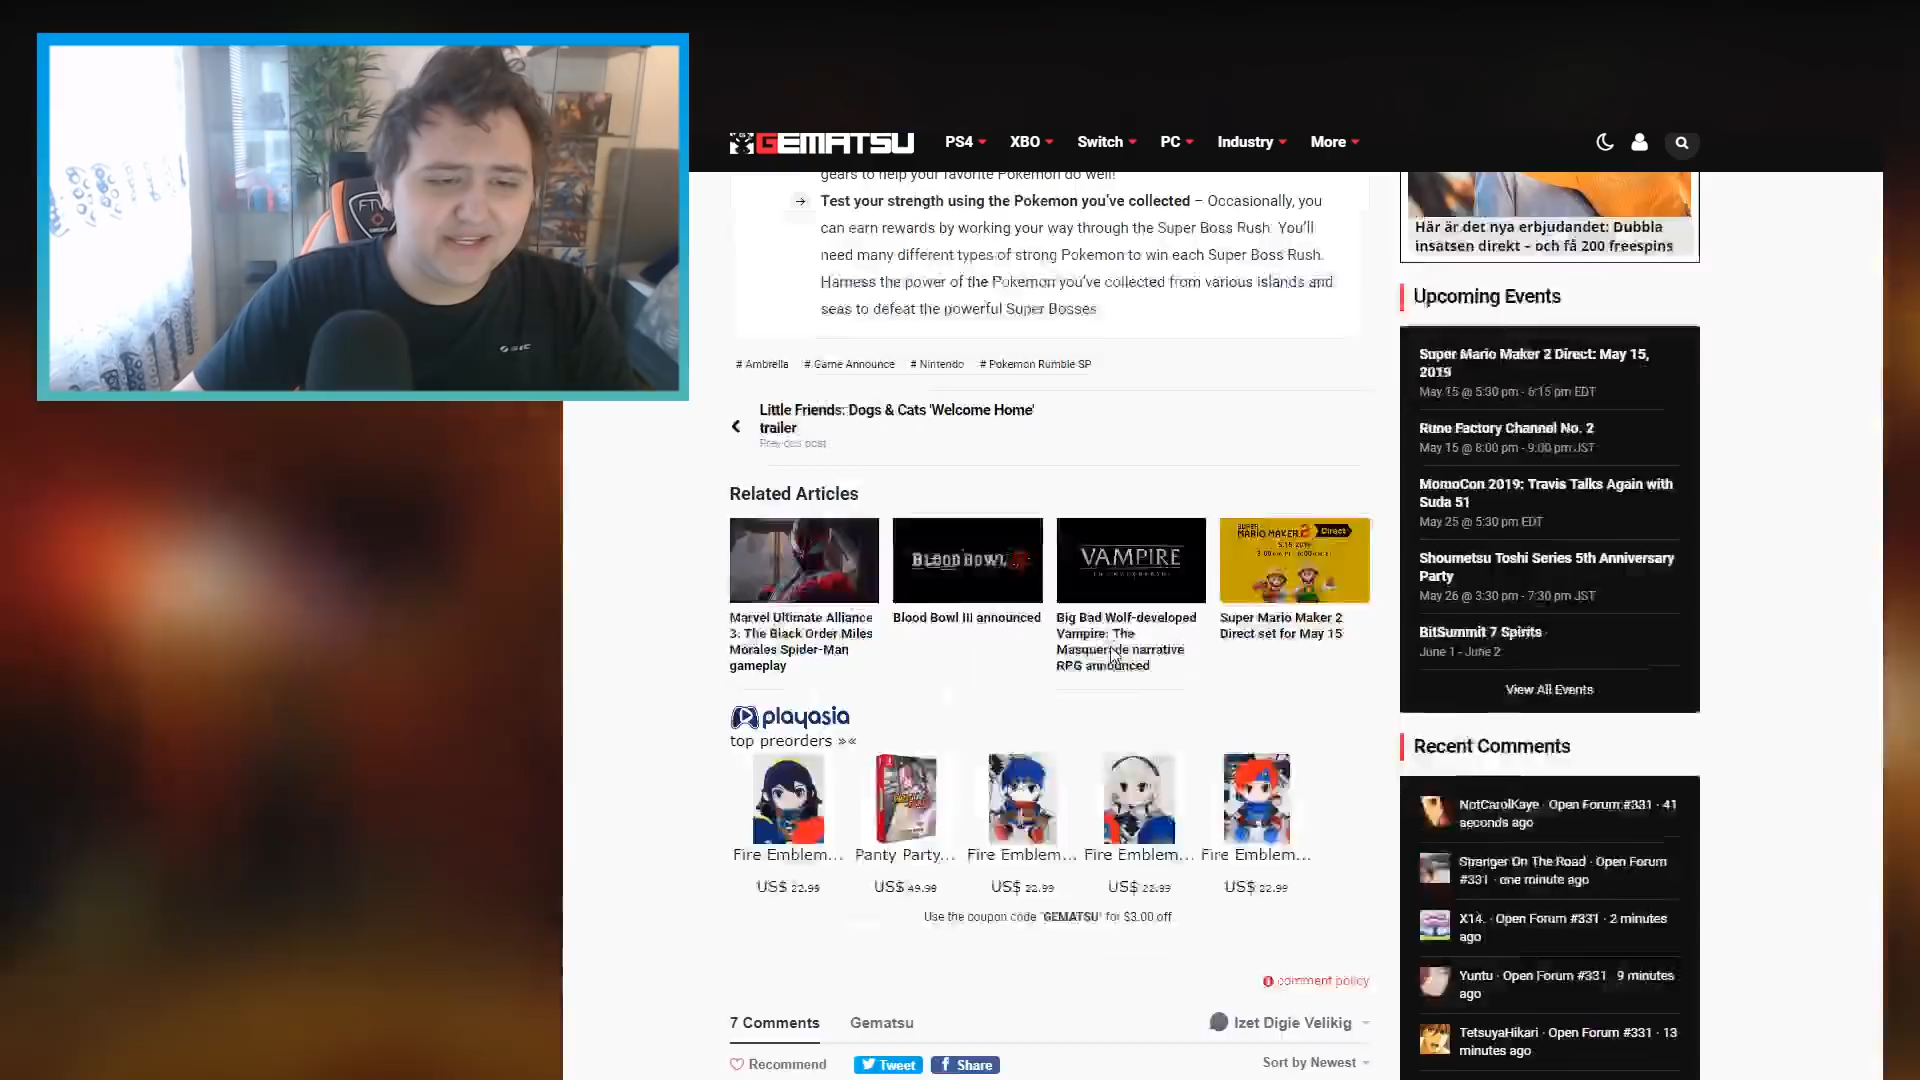 GEMATSU
PS4
XBO
Switch
PC
Industry
More
gears to help your favorite Pokemon do well!
Test your strength using the Pokemon you've collected – Occasionally, you
can earn rewards by working your way through the Super Boss Rush. You'll
need many different types of strong Pokemon to win each Super Boss Rush.
Harness the power of the Pokemon you've collected from various islands and
seas to defeat the powerful Super Bosses
# Ambrella # Game Announce # Nintendo # Pokemon Rumble SP
Little Friends: Dogs & Cats 'Welcome Home'
trailer
Previous post
Related Articles
BLOOD BOWL
VAMPIRE
SUPER
MARIO MAKER 2 Direct
Marvel Ultimate Alliance
3: The Black Order Miles
Morales Spider-Man
gameplay
Blood Bowl III announced
Big Bad Wolf-developed
Vampire: The
Masquerade narrative
RPG announced
Super Mario Maker 2
Direct set for May 15
playasia
top preorders »«
Fire Emblem...
US$ 22.99
Panty Party...
US$ 49.99
Fire Emblem...
US$ 22.99
Fire Emblem...
US$ 22.99
Fire Emblem...
US$ 22.99
Use the coupon code "GEMATSU" for $3.00 off
comment policy
7 Comments
Gematsu
Izet Digie Velikig
Recommend
Tweet
Share
Sort by Newest
Här är det nya erbjudandet: Dubbla
insatsen direkt – och få 200 freespins
Upcoming Events
Super Mario Maker 2 Direct: May 15,
2019
May 15 @ 5:30 pm - 6:15 pm EDT
Rune Factory Channel No. 2
May 15 @ 8:00 pm - 9:00 pm JST
MomoCon 2019: Travis Talks Again with
Suda 51
May 25 @ 5:30 pm EDT
Shoumetsu Toshi Series 5th Anniversary
Party
May 26 @ 3:30 pm - 7:30 pm JST
BitSummit 7 Spirits
June 1 - June 2
View All Events
Recent Comments
NotCarolKaye · Open Forum #331 · 41
seconds ago
Stranger On The Road · Open Forum
#331 · one minute ago
X14. · Open Forum #331 · 2 minutes
ago
Yuntu · Open Forum #331 9 minutes
ago
TetsuyaHikari · Open Forum #331 · 13
minutes ago